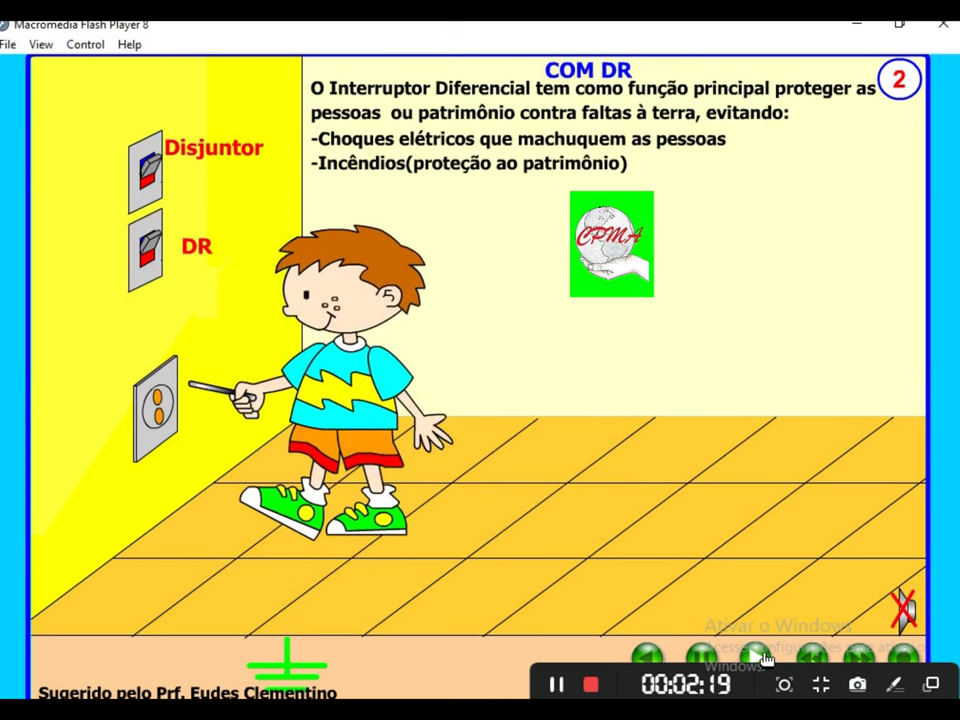 Macromedia Flash Player 8
File View Control Help
COM DR
2
O Interruptor Diferencial tem como função principal proteger as
pessoas ou patrimônio contra faltas à terra, evitando:
-Choques elétricos que machuquem as pessoas
-Incêndios(proteção ao patrimônio)
Disjuntor
DR
CPMA
Ativar o Windows
Windows.
Sugerido pelo Prf. Eudes Clementino
00:02:19